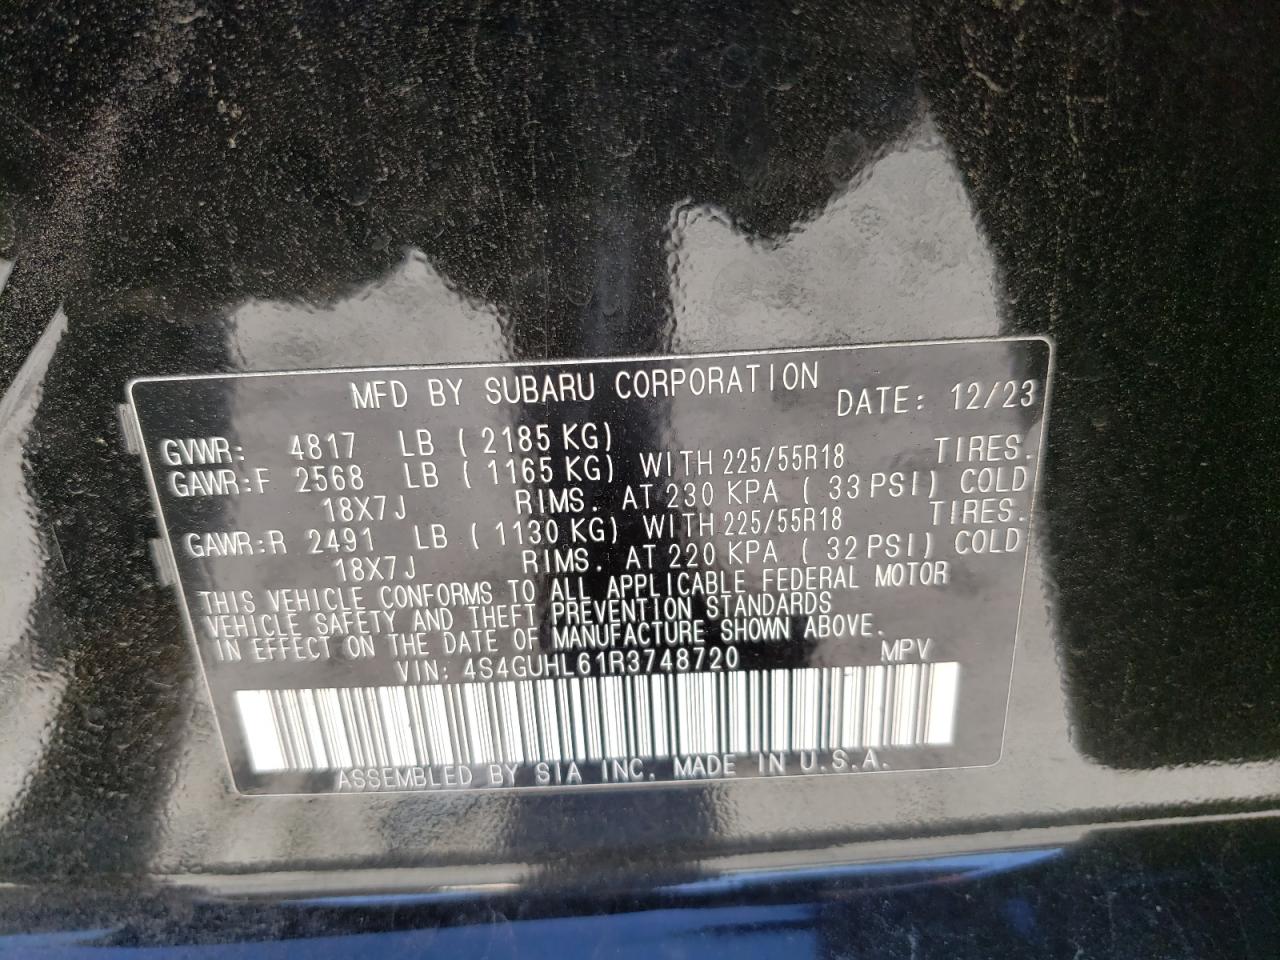 MFD BY SUBARU CORPORATION DATE: 12/23
GVWR: 4817 LB ( 2185 KG)
GAWR:F 2568 LB ( 1165 KG) WITH 225/55R18 TIRES.
18X7J RIMS. AT 230 KPA ( 33 PSI) COLD
GAWR:R 2491 LB ( 1130 KG) WITH 225/55R18 TIRES.
18X7J RIMS. AT 220 KPA ( 32 PSI) COLD
THIS VEHICLE CONFORMS TO ALL APPLICABLE FEDERAL MOTOR
VEHICLE SAFETY AND THEFT PREVENTION STANDARDS
IN EFFECT ON THE DATE OF MANUFACTURE SHOWN ABOVE.
VIN: 4S4GUHL61R3748720 MPV
ASSEMBLED BY SIA INC. MADE IN U.S.A.